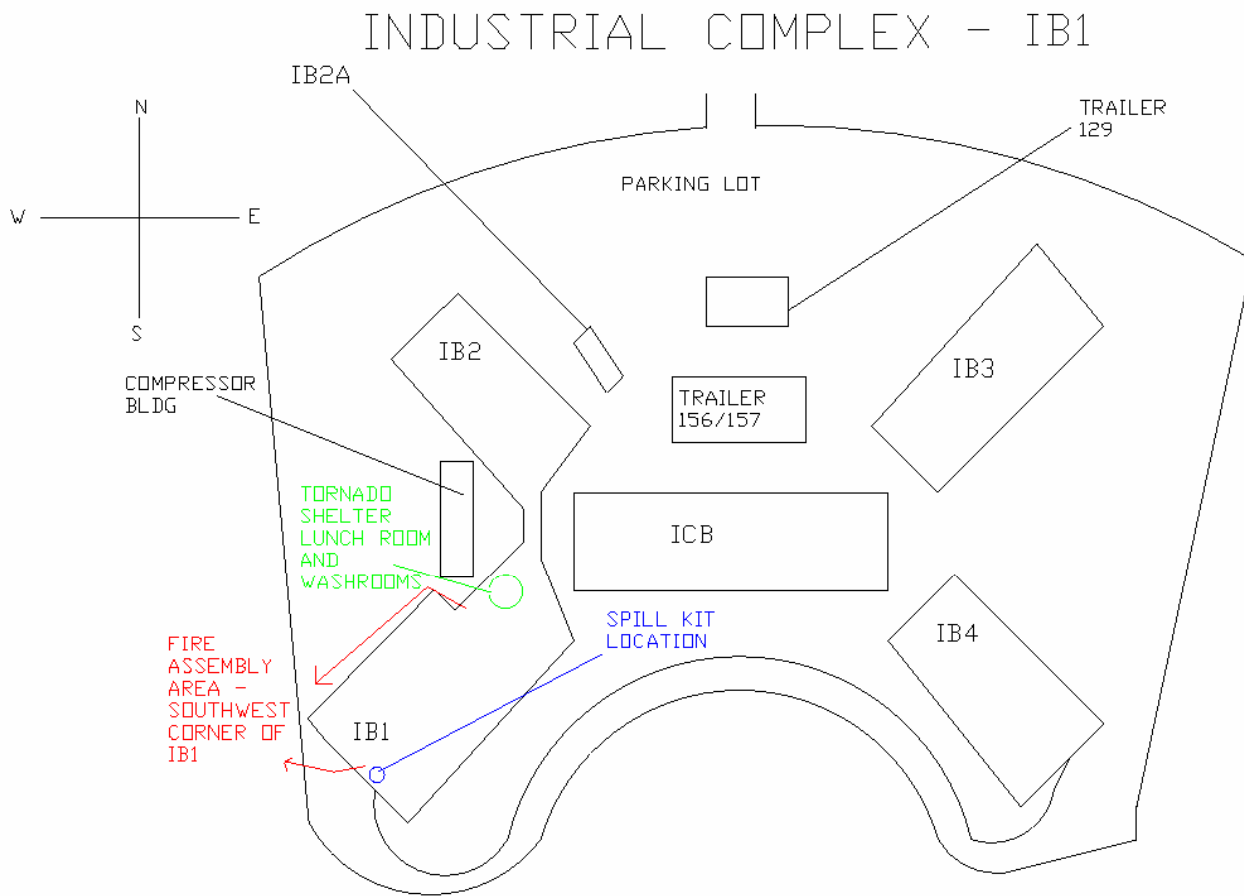 INDUSTRIAL COMPLEX - IB1
IB2A
TRAILER
129
N
W
E
S
PARKING LOT
IB2
IB3
COMPRESSOR
BLDG
TRAILER
156/157
TORNADO
SHELTER
LUNCH ROOM
AND
WASHROOMS
ICB
SPILL KIT
LOCATION
IB4
FIRE
ASSEMBLY
AREA -
SOUTHWEST
CORNER OF
IB1
IB1